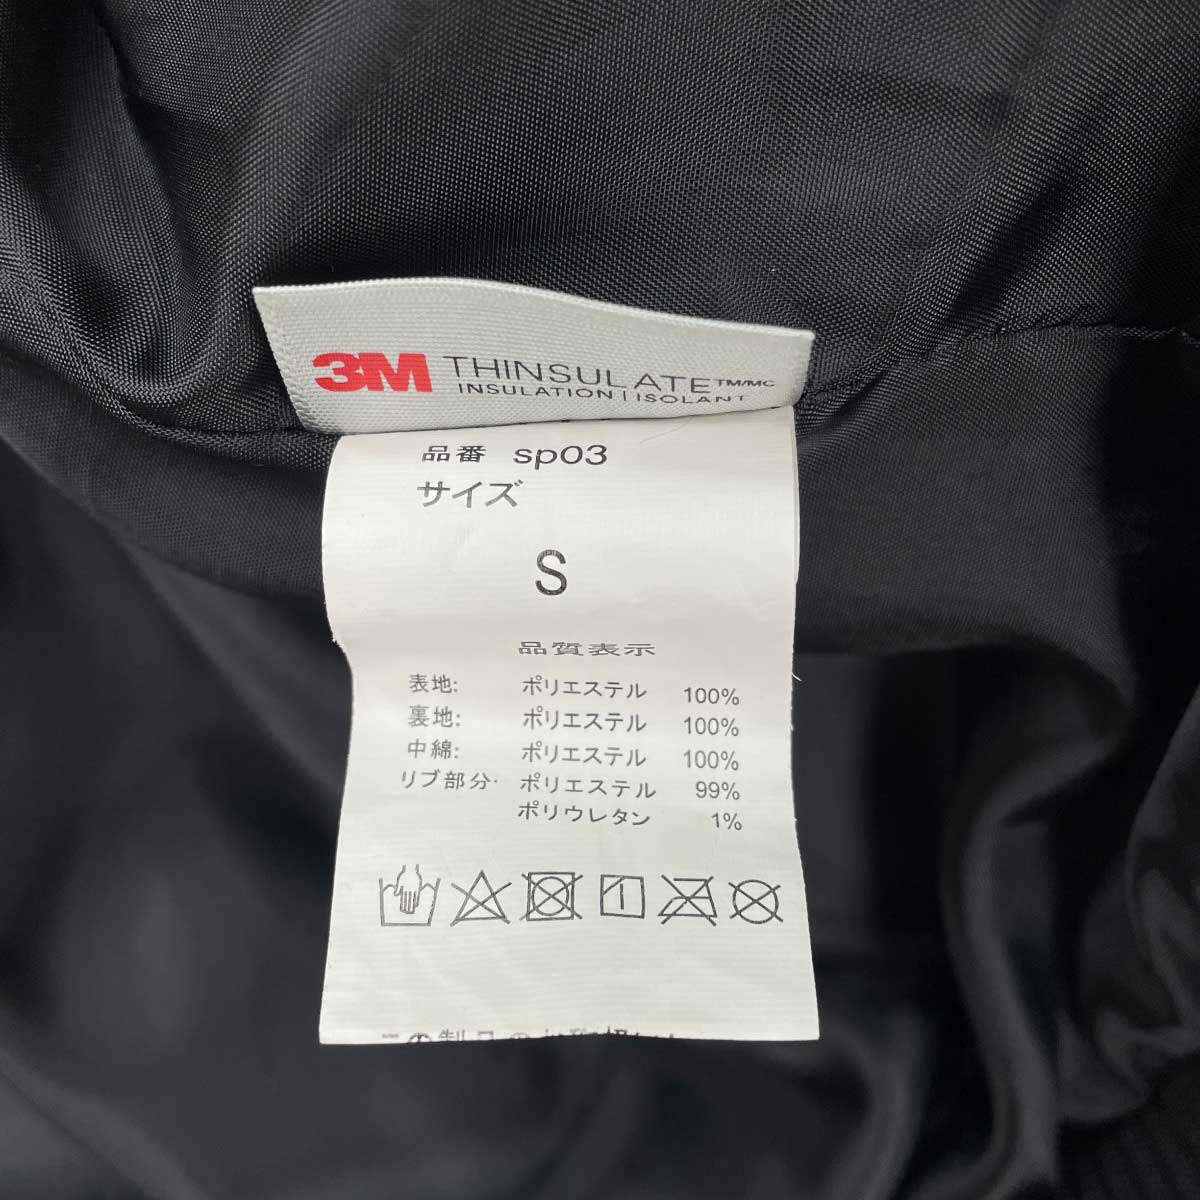 3M THINSULATE™/MC
INSULATION | ISOLANT
品番 sp03
サイズ
S
品質表示
表地: ポリエステル 100%
裏地: ポリエステル 100%
中綿: ポリエステル 100%
リブ部分: ポリエステル 99%
ポリウレタン 1%